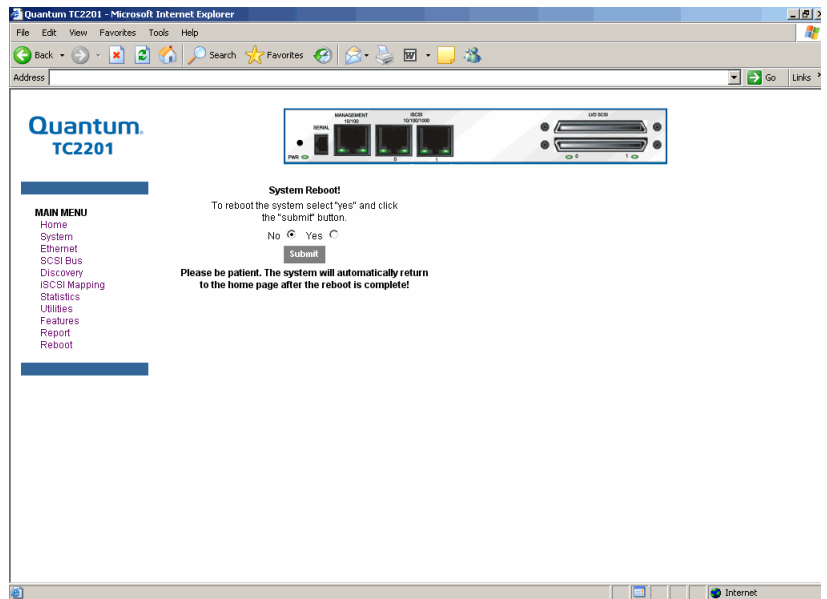 Quantum TC2201 - Microsoft Internet Explorer
File Edit View Favorites Tools Help
Back Search Favorites
Address Go Links
Quantum.
TC2201
MANAGEMENT
10/100
iSCSI
10/100/1000
LVD SCSI
SERIAL
PWR 0 1 0 1
MAIN MENU
Home
System
Ethernet
SCSI Bus
Discovery
iSCSI Mapping
Statistics
Utilities
Features
Report
Reboot
System Reboot!
To reboot the system select "yes" and click
the "submit" button.
No Yes
Submit
Please be patient. The system will automatically return
to the home page after the reboot is complete!
Internet